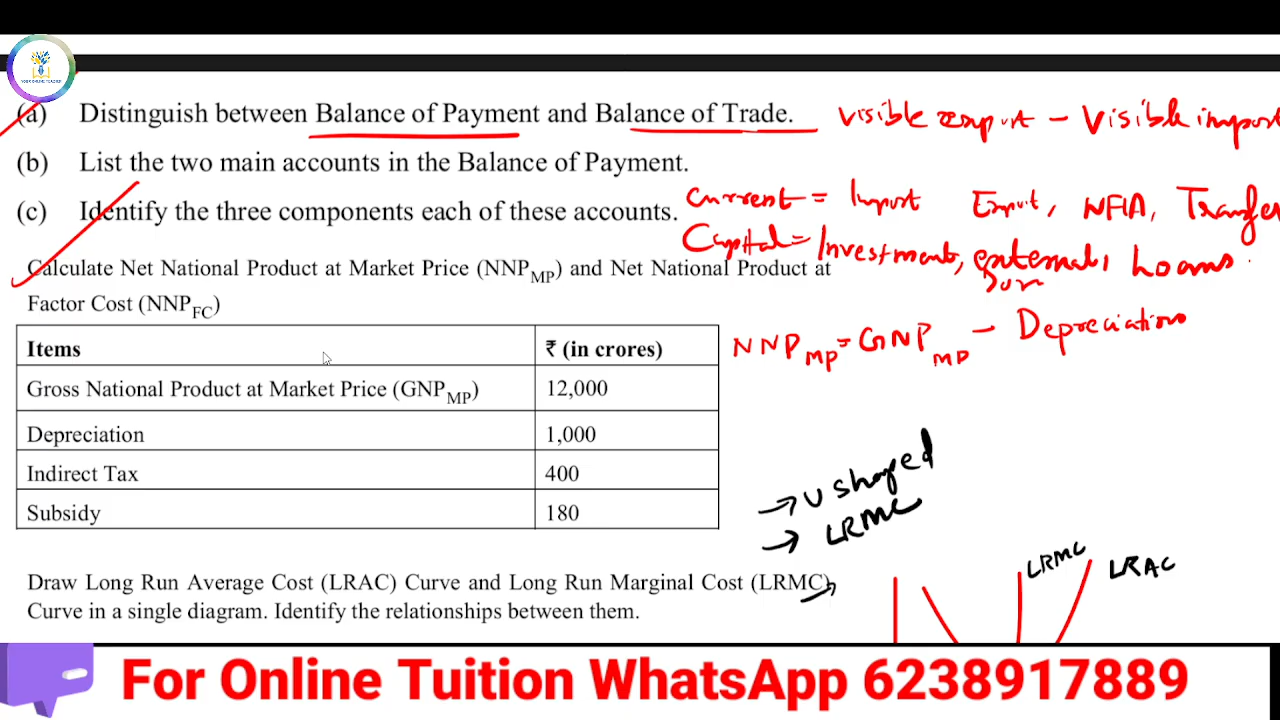 YOUR ONLINE TEACHER
(a) Distinguish between Balance of Payment and Balance of Trade.
Visible export - Visible import
(b) List the two main accounts in the Balance of Payment.
(c) Identify the three components each of these accounts.
Current = Import Export, NFIA, Transfer
Capital = Investments, external, Loans.
Calculate Net National Product at Market Price (NNPMP) and Net National Product at
Factor Cost (NNPFC)
NNPMP = GNPMP - Depreciation
Items ₹ (in crores)
Gross National Product at Market Price (GNPMP) 12,000
Depreciation 1,000
Indirect Tax 400
Subsidy 180
→ U shaped
→ LRMC
LRMC LRAC
Draw Long Run Average Cost (LRAC) Curve and Long Run Marginal Cost (LRMC)
Curve in a single diagram. Identify the relationships between them.
For Online Tuition WhatsApp 6238917889